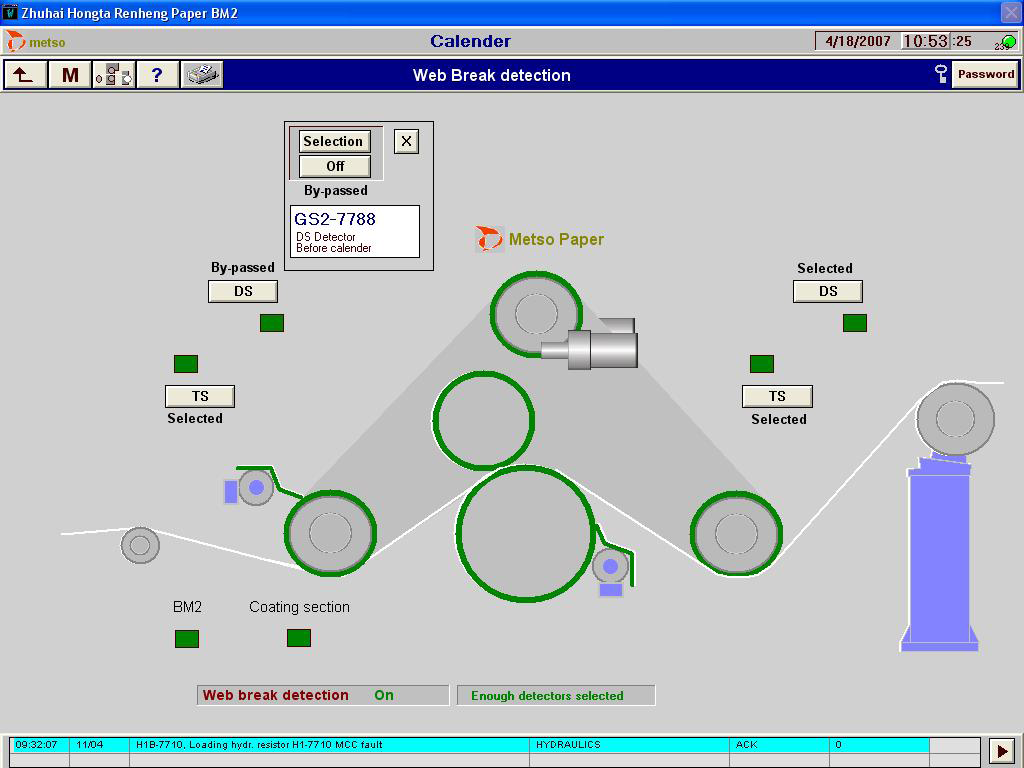 Zhuhai Hongta Renheng Paper BM2
metso
Calender
4/18/2007 10:53:25
239
M
?
Web Break detection
Password
Selection
X
Off
By-passed
GS2-7788
DS Detector
Before calender
Metso Paper
By-passed
DS
Selected
DS
TS
Selected
TS
Selected
BM2
Coating section
Web break detection On
Enough detectors selected
09:32:07 11/04 H1B-7710, Loading hydr. resistor H1-7710 MCC fault HYDRAULICS ACK 0